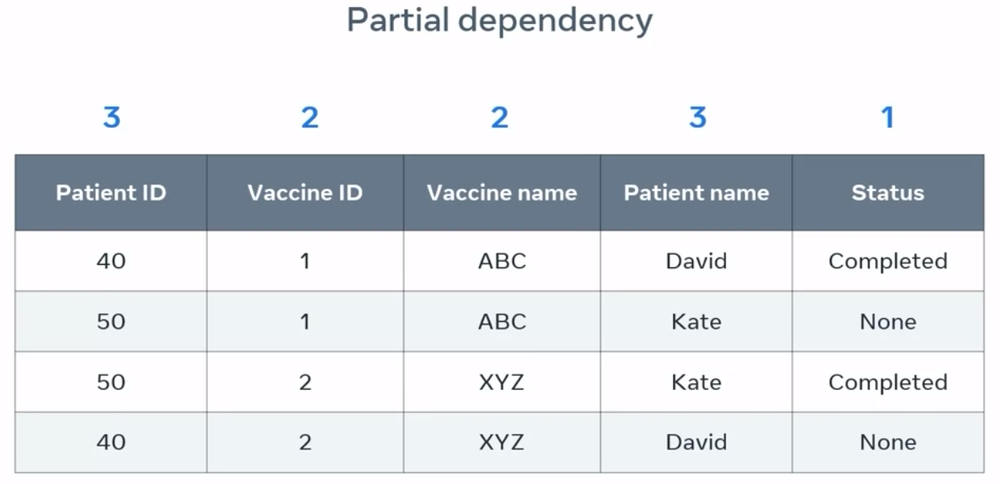 Partial dependency
3 2 2 3 1
Patient ID Vaccine ID Vaccine name Patient name Status
40 1 ABC David Completed
50 1 ABC Kate None
50 2 XYZ Kate Completed
40 2 XYZ David None